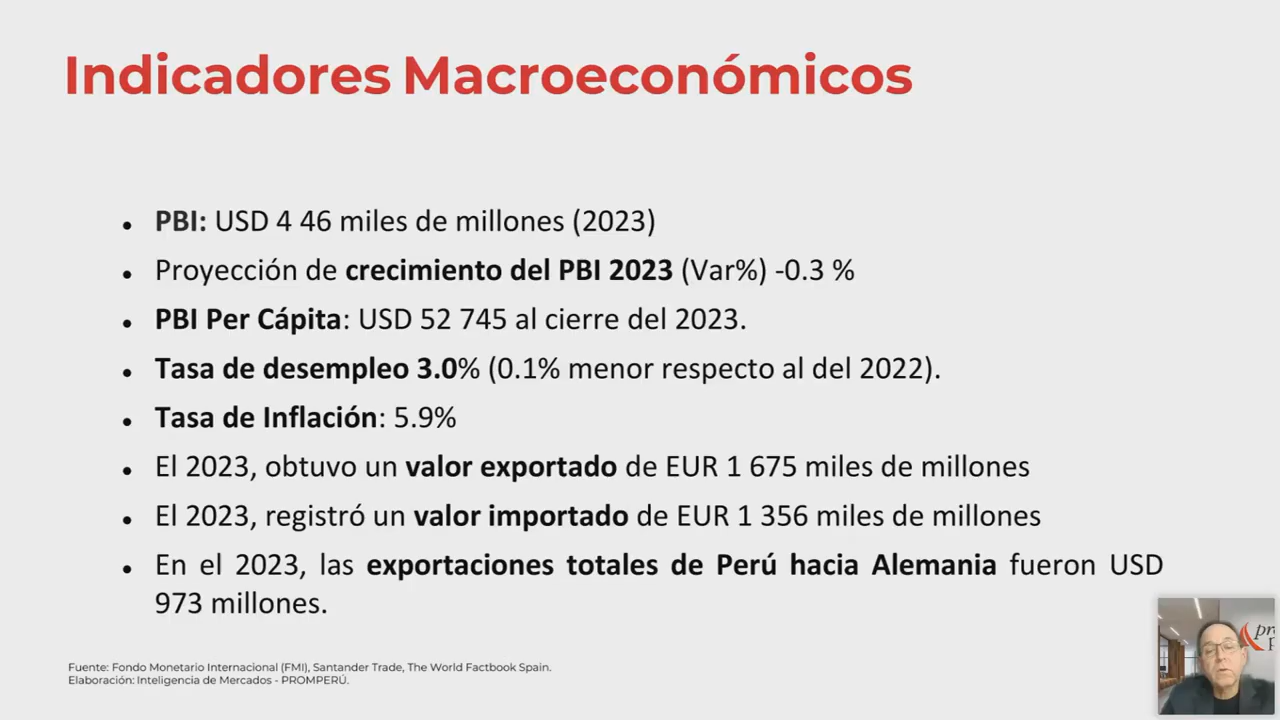 Indicadores Macroeconómicos
• PBI: USD 4 46 miles de millones (2023)
• Proyección de crecimiento del PBI 2023 (Var%) -0.3 %
• PBI Per Cápita: USD 52 745 al cierre del 2023.
• Tasa de desempleo 3.0% (0.1% menor respecto al del 2022).
• Tasa de Inflación: 5.9%
• El 2023, obtuvo un valor exportado de EUR 1 675 miles de millones
• El 2023, registró un valor importado de EUR 1 356 miles de millones
• En el 2023, las exportaciones totales de Perú hacia Alemania fueron USD
973 millones.
Fuente: Fondo Monetario Internacional (FMI), Santander Trade, The World Factbook Spain.
Elaboración: Inteligencia de Mercados - PROMPERÚ.